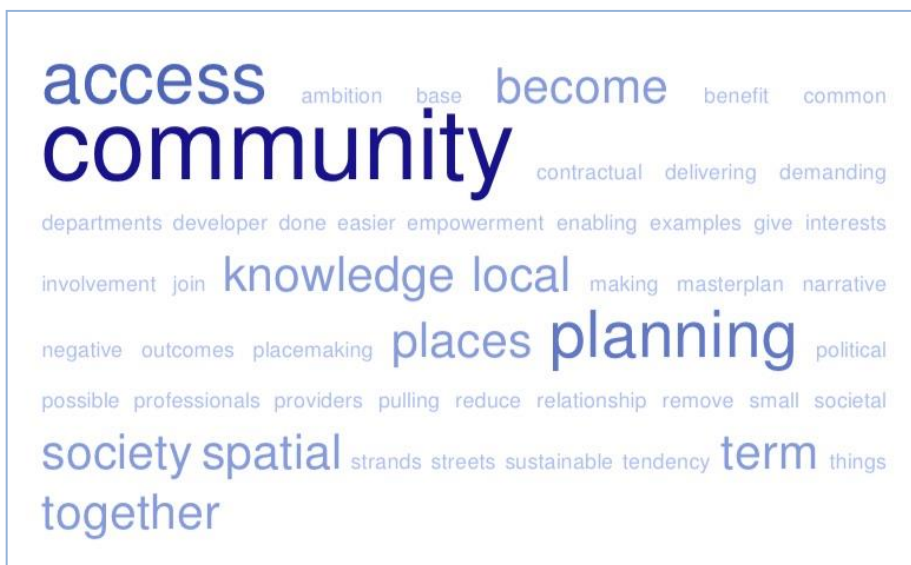 access ambition base become benefit common
community contractual delivering demanding
departments developer done easier empowerment enabling examples give interests
involvement join knowledge local making masterplan narrative
negative outcomes placemaking places planning political
possible professionals providers pulling reduce relationship remove small societal
society spatial strands streets sustainable tendency term things
together